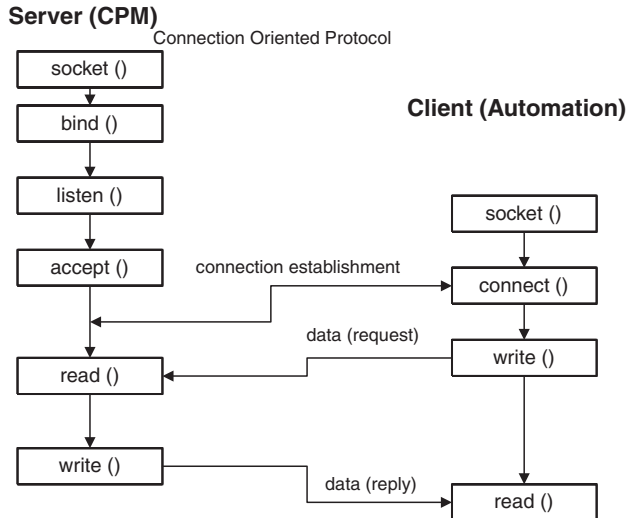 Server (CPM)
Connection Oriented Protocol
socket ()
bind ()
Client (Automation)
listen ()
socket ()
accept ()
connection establishment
connect ()
data (request)
write ()
read ()
write ()
data (reply)
read ()